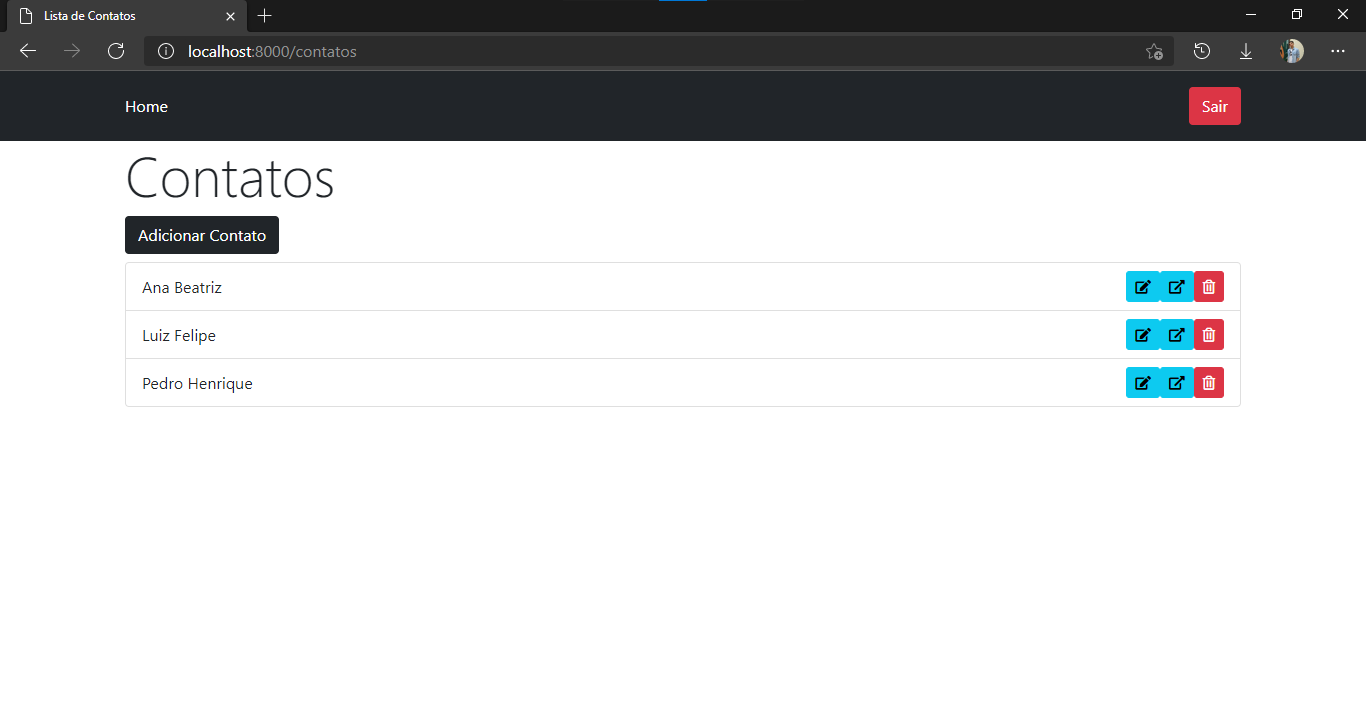 Lista de Contatos
localhost:8000/contatos
Home
Sair
Contatos
Adicionar Contato
Ana Beatriz
Luiz Felipe
Pedro Henrique